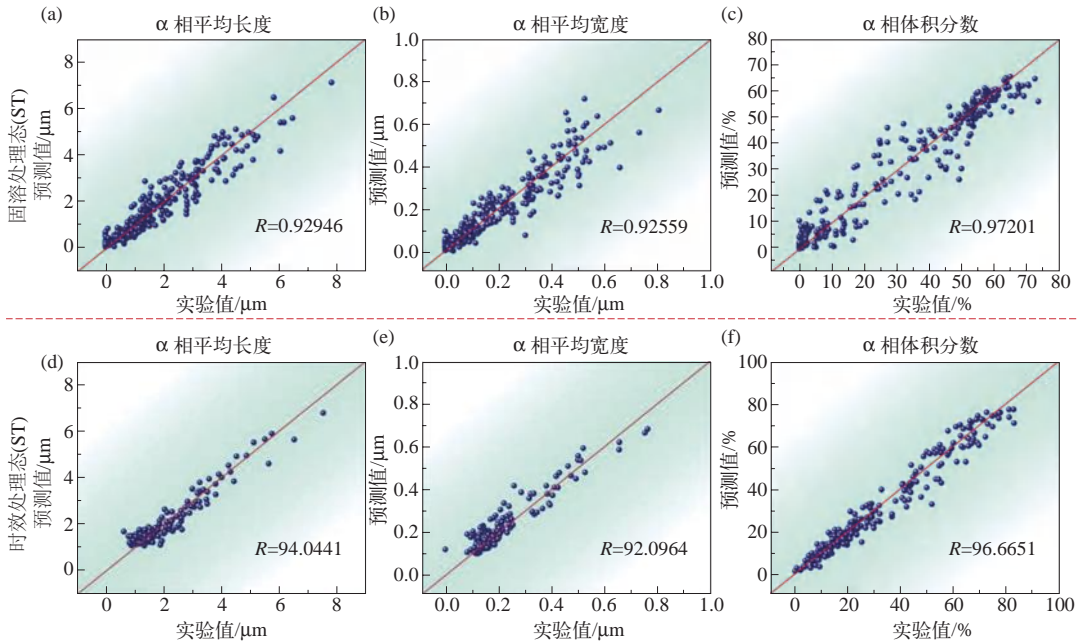 (a)
α 相平均长度
8
6
4
2
0
固溶处理态(ST)
预测值/μm
R=0.92946
0 2 4 6 8
实验值/μm
(b)
α 相平均宽度
1.0
0.8
0.6
0.4
0.2
0.0
预测值/μm
R=0.92559
0.0 0.2 0.4 0.6 0.8 1.0
实验值/μm
(c)
α 相体积分数
80
70
60
50
40
30
20
10
0
预测值/%
R=0.97201
0 10 20 30 40 50 60 70 80
实验值/%
(d)
α 相平均长度
8
6
4
2
0
时效处理态(ST)
预测值/μm
R=94.0441
0 2 4 6 8
实验值/μm
(e)
α 相平均宽度
1.0
0.8
0.6
0.4
0.2
0.0
预测值/μm
R=92.0964
0.0 0.2 0.4 0.6 0.8 1.0
实验值/μm
(f)
α 相体积分数
100
80
60
40
20
0
预测值/%
R=96.6651
0 20 40 60 80 100
实验值/%